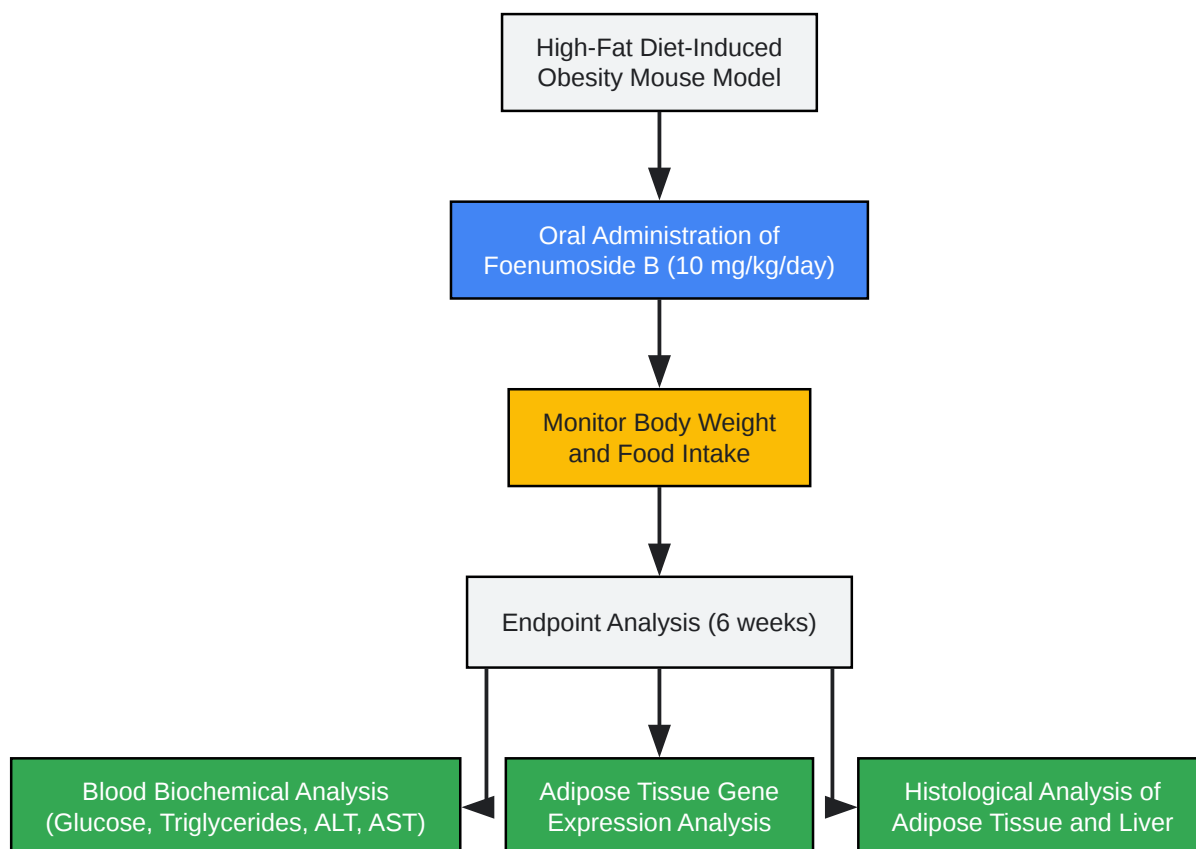 High-Fat Diet-Induced
Obesity Mouse Model
Oral Administration of
Foenumoside B (10 mg/kg/day)
Monitor Body Weight
and Food Intake
Endpoint Analysis (6 weeks)
Blood Biochemical Analysis
(Glucose, Triglycerides, ALT, AST)
Adipose Tissue Gene
Expression Analysis
Histological Analysis of
Adipose Tissue and Liver